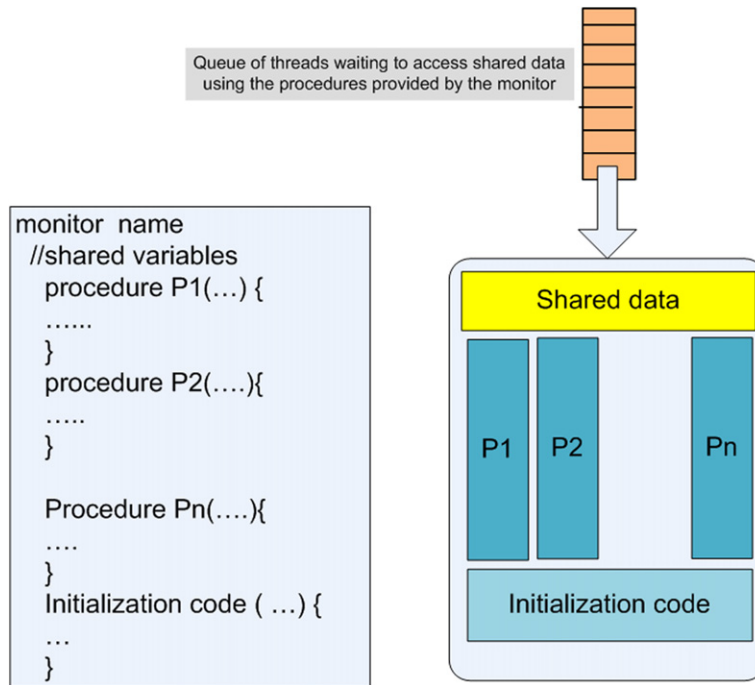 Queue of threads waiting to access shared data
using the procedures provided by the monitor
monitor name
//shared variables
procedure P1(…) {
…...
}
procedure P2(….){
…..
}
Procedure Pn(….){
….
}
Initialization code ( …) {
…
}
Shared data
P1
P2
Pn
Initialization code